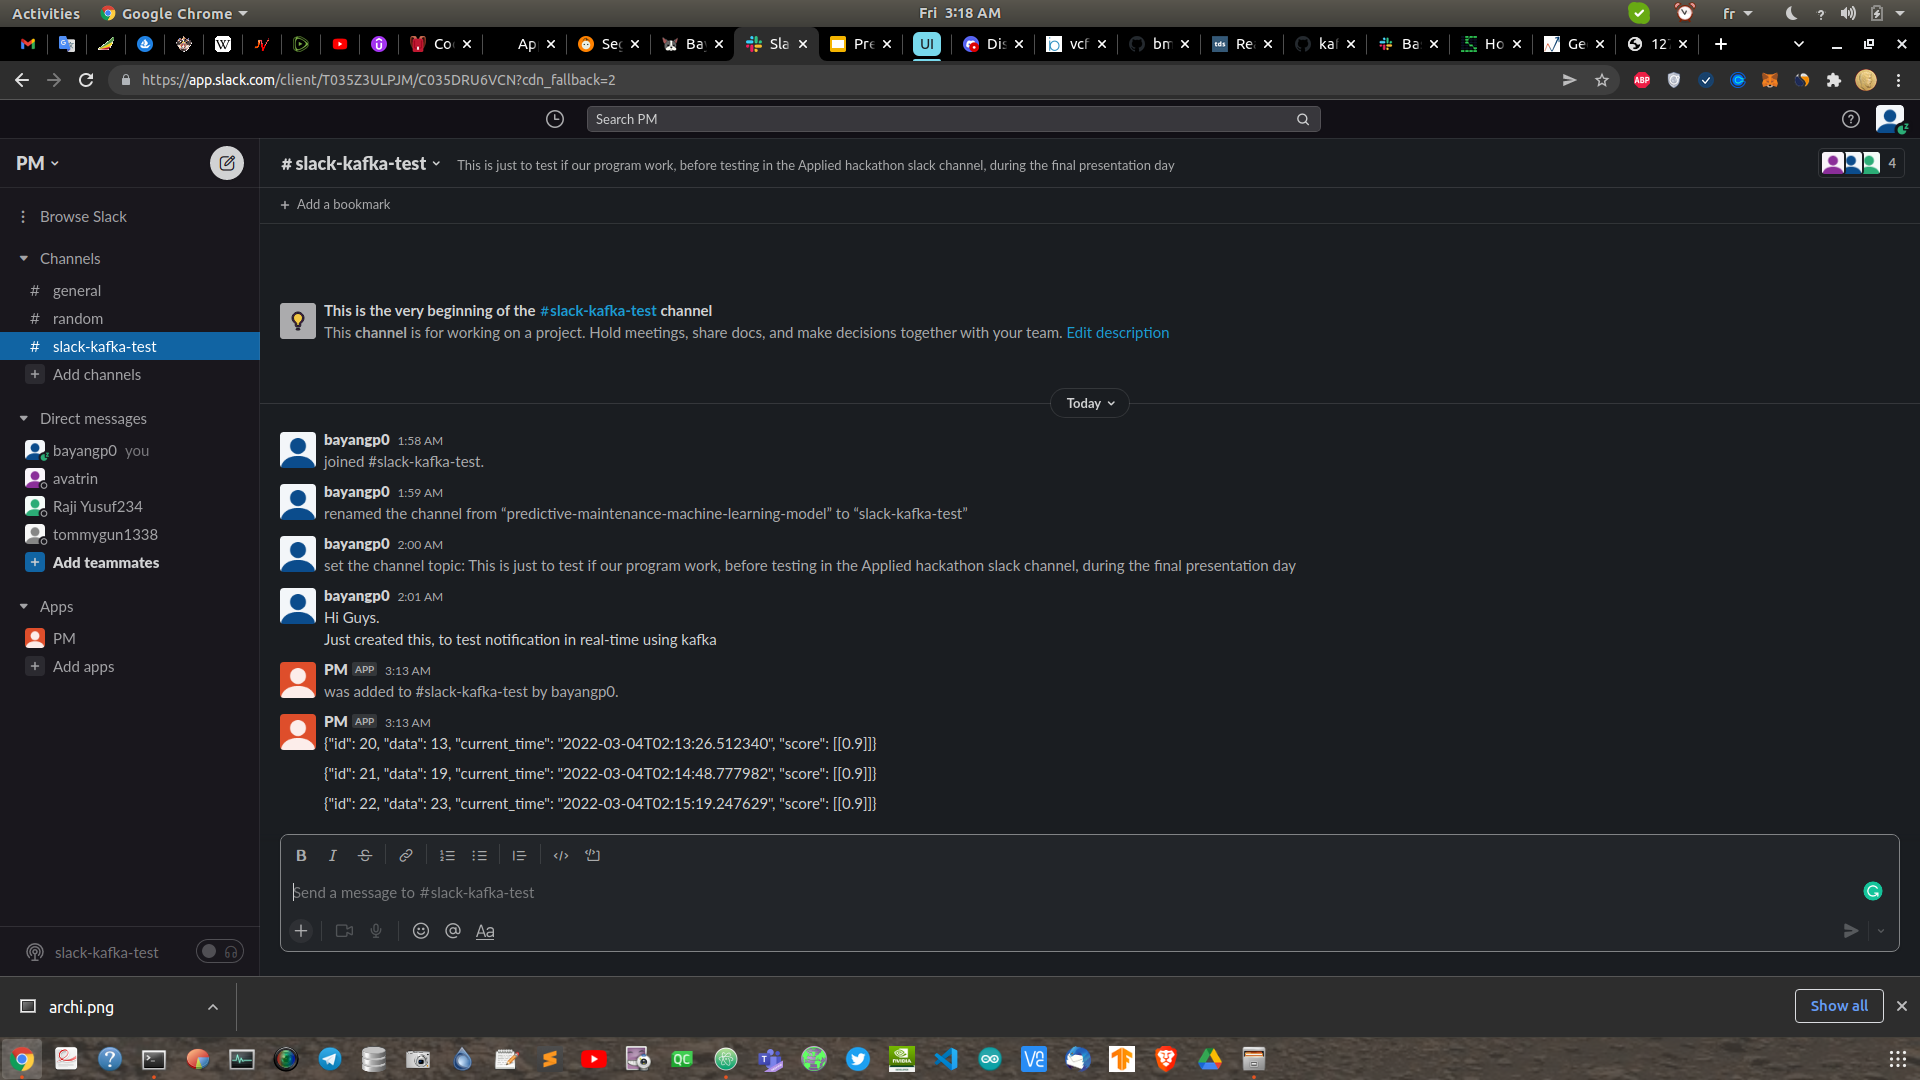 Activities Google Chrome Fri 3:18 AM fr ?
Co Ap Seg Bay Sla Pre UI Dis vcf bm Re kaf Ba Ho Ge 12
https://app.slack.com/client/T035Z3ULPJM/C035DRU6VCN?cdn_fallback=2
ABP
Search PM
PM
# slack-kafka-test This is just to test if our program work, before testing in the Applied hackathon slack channel, during the final presentation day 4
+ Add a bookmark
Browse Slack
Channels
# general
# random
# slack-kafka-test
+ Add channels
Direct messages
bayangp0 you
avatrin
Raji Yusuf234
tommygun1338
+ Add teammates
Apps
PM
+ Add apps
slack-kafka-test
This is the very beginning of the #slack-kafka-test channel
This channel is for working on a project. Hold meetings, share docs, and make decisions together with your team. Edit description
Today
bayangp0 1:58 AM
joined #slack-kafka-test.
bayangp0 1:59 AM
renamed the channel from “predictive-maintenance-machine-learning-model” to “slack-kafka-test”
bayangp0 2:00 AM
set the channel topic: This is just to test if our program work, before testing in the Applied hackathon slack channel, during the final presentation day
bayangp0 2:01 AM
Hi Guys.
Just created this, to test notification in real-time using kafka
PM APP 3:13 AM
was added to #slack-kafka-test by bayangp0.
PM APP 3:13 AM
{"id": 20, "data": 13, "current_time": "2022-03-04T02:13:26.512340", "score": [[0.9]]}
{"id": 21, "data": 19, "current_time": "2022-03-04T02:14:48.777982", "score": [[0.9]]}
{"id": 22, "data": 23, "current_time": "2022-03-04T02:15:19.247629", "score": [[0.9]]}
B I S
Send a message to #slack-kafka-test
+ @ Aa
archi.png
Show all